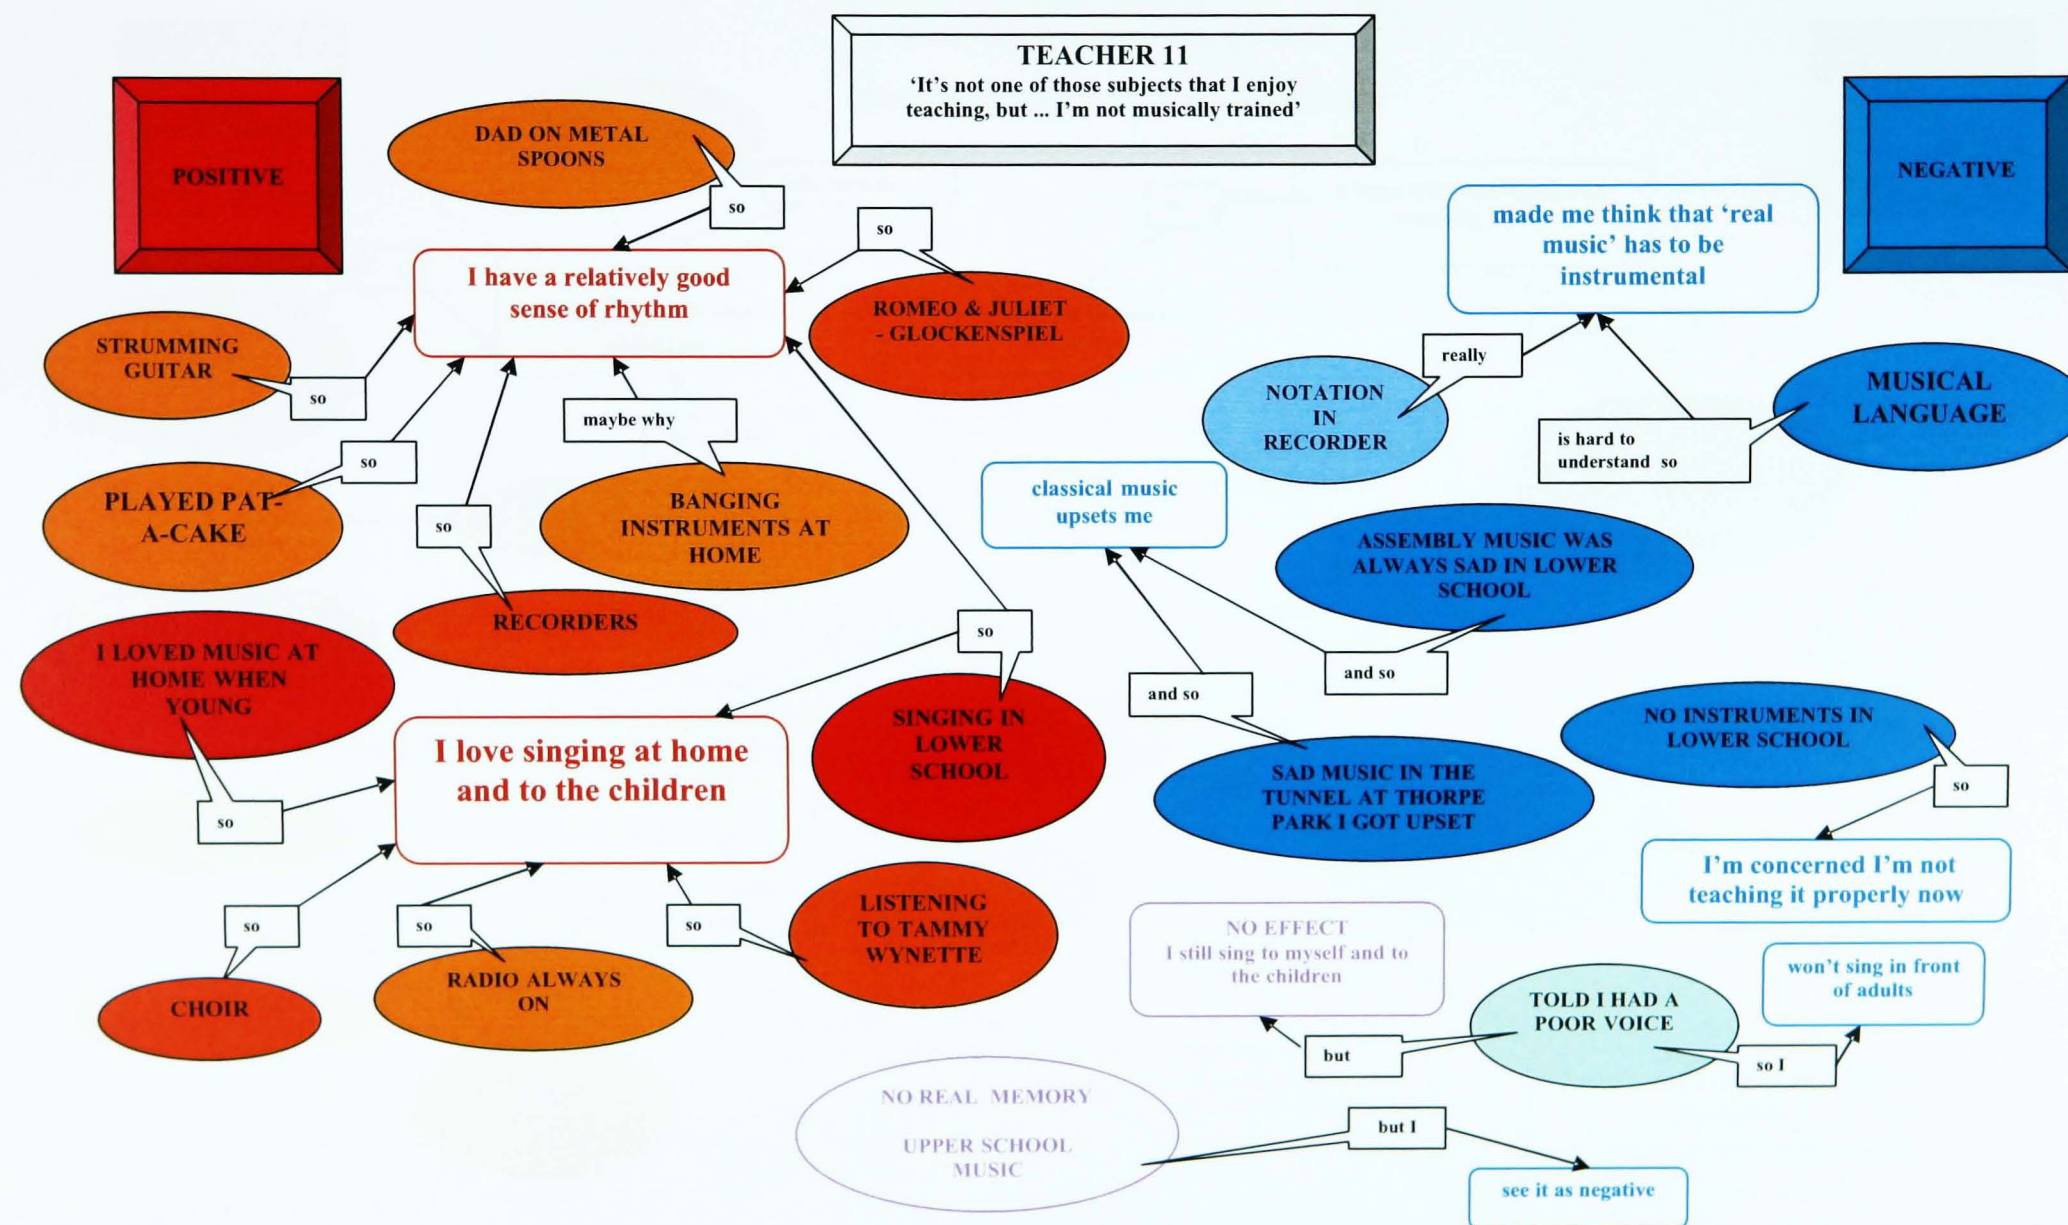 TEACHER 11
‘It’s not one of those subjects that I enjoy
teaching, but ... I’m not musically trained’
POSITIVE
NEGATIVE
DAD ON METAL
SPOONS
so
so
I have a relatively good
sense of rhythm
ROMEO & JULIET
- GLOCKENSPIEL
STRUMMING
GUITAR
so
maybe why
so
PLAYED PAT-
A-CAKE
so
BANGING
INSTRUMENTS AT
HOME
RECORDERS
I LOVED MUSIC AT
HOME WHEN
YOUNG
so
so
SINGING IN
LOWER
SCHOOL
I love singing at home
and to the children
so
so
so
CHOIR
RADIO ALWAYS
ON
LISTENING
TO TAMMY
WYNETTE
made me think that ‘real
music’ has to be
instrumental
really
NOTATION
IN
RECORDER
MUSICAL
LANGUAGE
is hard to
understand so
classical music
upsets me
ASSEMBLY MUSIC WAS
ALWAYS SAD IN LOWER
SCHOOL
and so
and so
SAD MUSIC IN THE
TUNNEL AT THORPE
PARK I GOT UPSET
NO INSTRUMENTS IN
LOWER SCHOOL
so
I’m concerned I’m not
teaching it properly now
NO EFFECT
I still sing to myself and to
the children
but
TOLD I HAD A
POOR VOICE
so I
won’t sing in front
of adults
NO REAL MEMORY
UPPER SCHOOL
MUSIC
but I
see it as negative